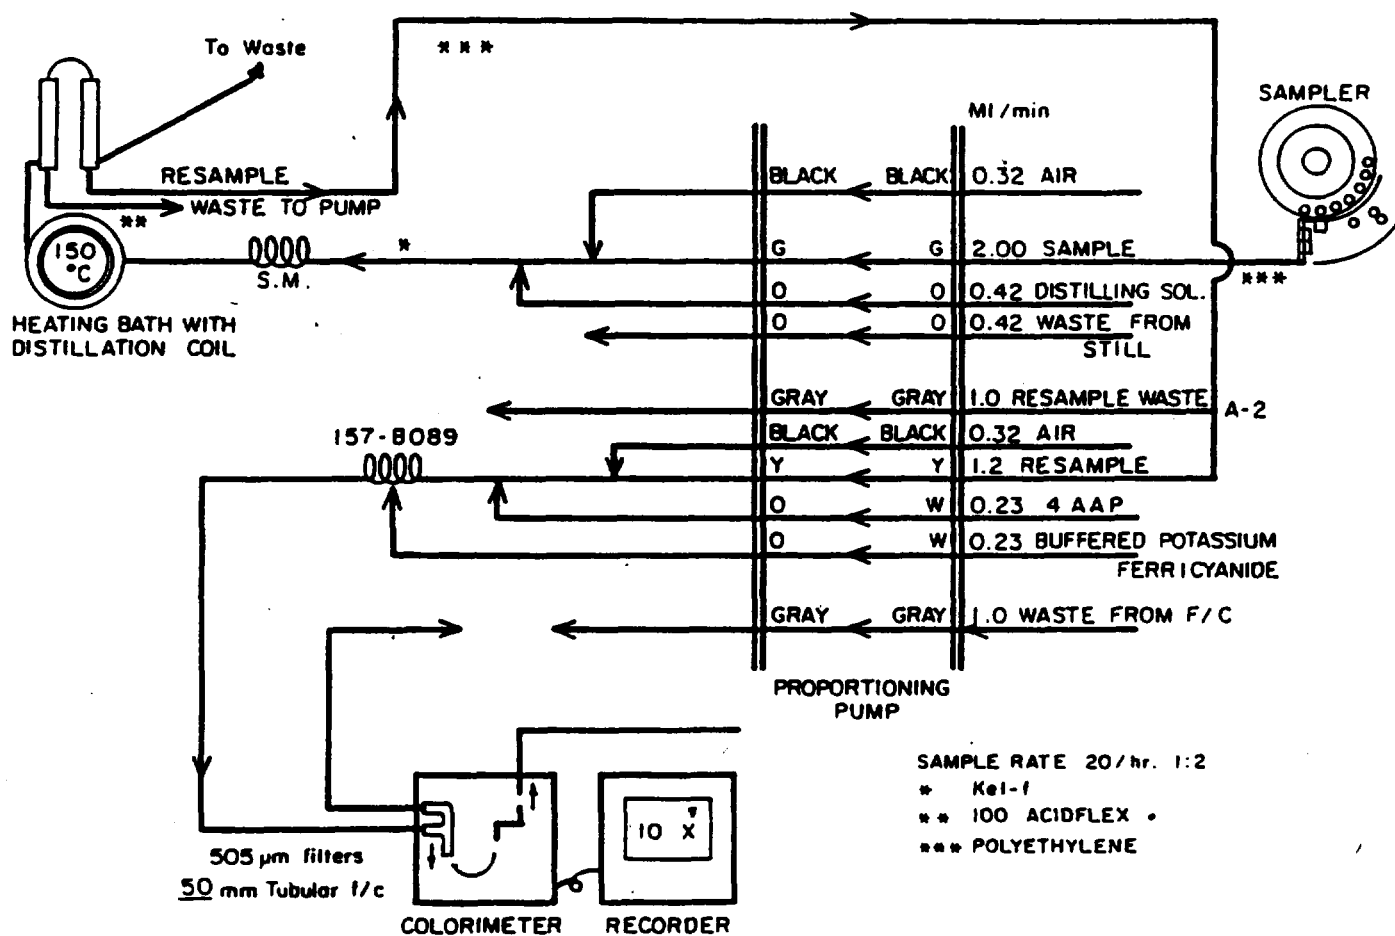 To Waste
***
Ml/min
SAMPLER
BLACK BLACK 0.32 AIR
RESAMPLE
** WASTE TO PUMP
150 °C
*
S.M.
G G 2.00 SAMPLE
***
O O 0.42 DISTILLING SOL.
HEATING BATH WITH
DISTILLATION COIL
O O 0.42 WASTE FROM
STILL
GRAY GRAY 1.0 RESAMPLE WASTE A-2
157-B089
BLACK BLACK 0.32 AIR
Y Y 1.2 RESAMPLE
O W 0.23 4 AAP
O W 0.23 BUFFERED POTASSIUM
FERRICYANIDE
GRAY GRAY 1.0 WASTE FROM F/C
PROPORTIONING
PUMP
SAMPLE RATE 20/hr. 1:2
* Kel-f
** 100 ACIDFLEX
*** POLYETHYLENE
10 X
505 µm filters
50 mm Tubular f/c
COLORIMETER
RECORDER